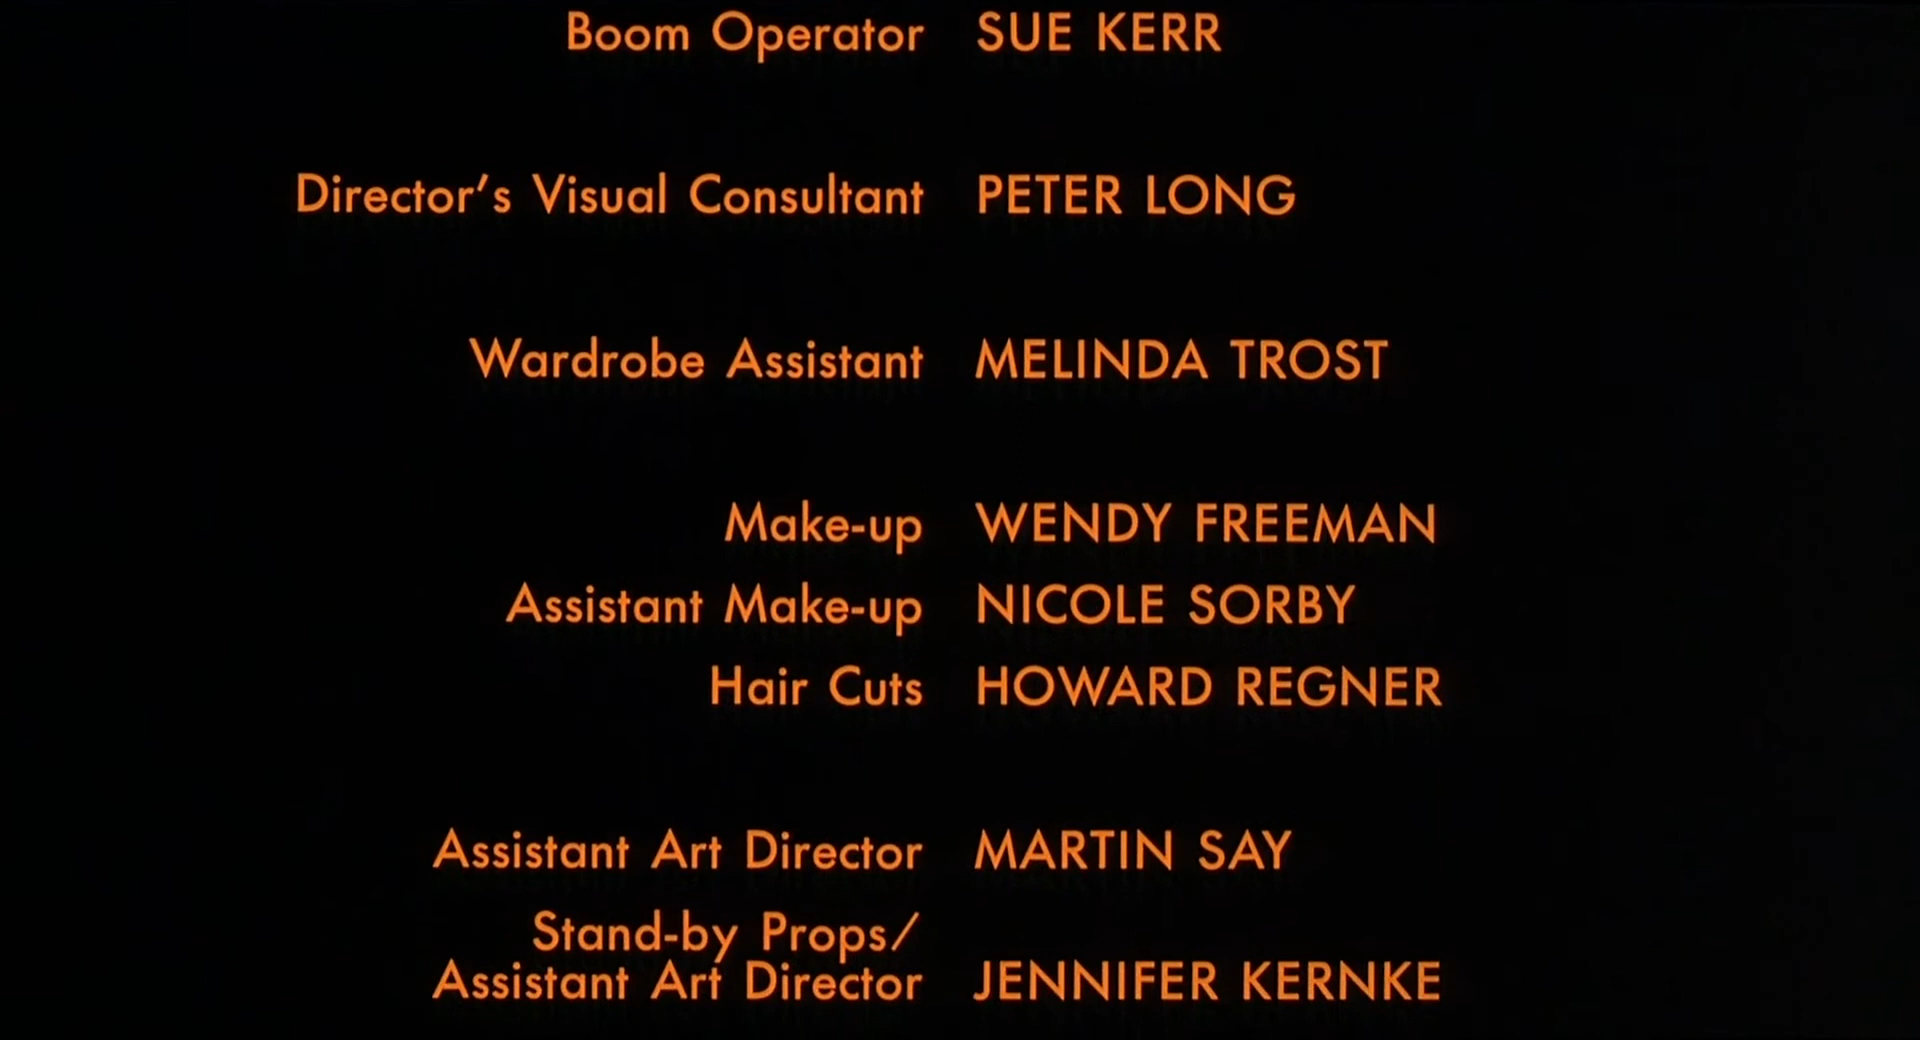 Boom Operator SUE KERR
Director's Visual Consultant PETER LONG
Wardrobe Assistant MELINDA TROST
Make-up WENDY FREEMAN
Assistant Make-up NICOLE SORBY
Hair Cuts HOWARD REGNER
Assistant Art Director MARTIN SAY
Stand-by Props/
Assistant Art Director JENNIFER KERNKE